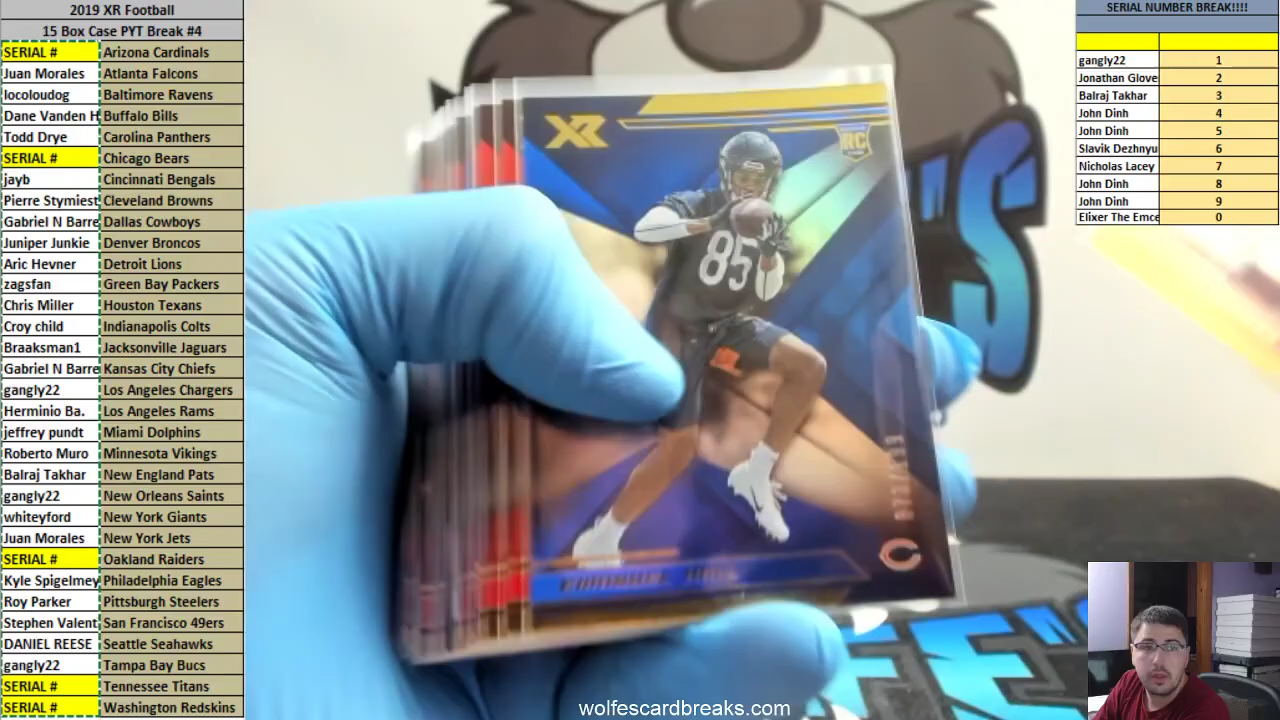 2019 XR Football
15 Box Case PYT Break #4
SERIAL # Arizona Cardinals
Juan Morales Atlanta Falcons
locoloudog Baltimore Ravens
Dane Vanden H Buffalo Bills
Todd Drye Carolina Panthers
SERIAL # Chicago Bears
jayb Cincinnati Bengals
Pierre Stymiest Cleveland Browns
Gabriel N Barre Dallas Cowboys
Juniper Junkie Denver Broncos
Aric Hevner Detroit Lions
zagsfan Green Bay Packers
Chris Miller Houston Texans
Croy child Indianapolis Colts
Braaksman1 Jacksonville Jaguars
Gabriel N Barre Kansas City Chiefs
gangly22 Los Angeles Chargers
Herminio Ba. Los Angeles Rams
jeffrey pundt Miami Dolphins
Roberto Muro Minnesota Vikings
Balraj Takhar New England Pats
gangly22 New Orleans Saints
whiteyford New York Giants
Juan Morales New York Jets
SERIAL # Oakland Raiders
Kyle Spigelmey Philadelphia Eagles
Roy Parker Pittsburgh Steelers
Stephen Valent San Francisco 49ers
DANIEL REESE Seattle Seahawks
gangly22 Tampa Bay Bucs
SERIAL # Tennessee Titans
SERIAL # Washington Redskins
XR
RC
85
C
'S
FE'
wolfescardbreaks.com
SERIAL NUMBER BREAK!!!!
gangly22 1
Jonathan Glove 2
Balraj Takhar 3
John Dinh 4
John Dinh 5
Slavik Dezhnyu 6
Nicholas Lacey 7
John Dinh 8
John Dinh 9
Elixer The Emce 0